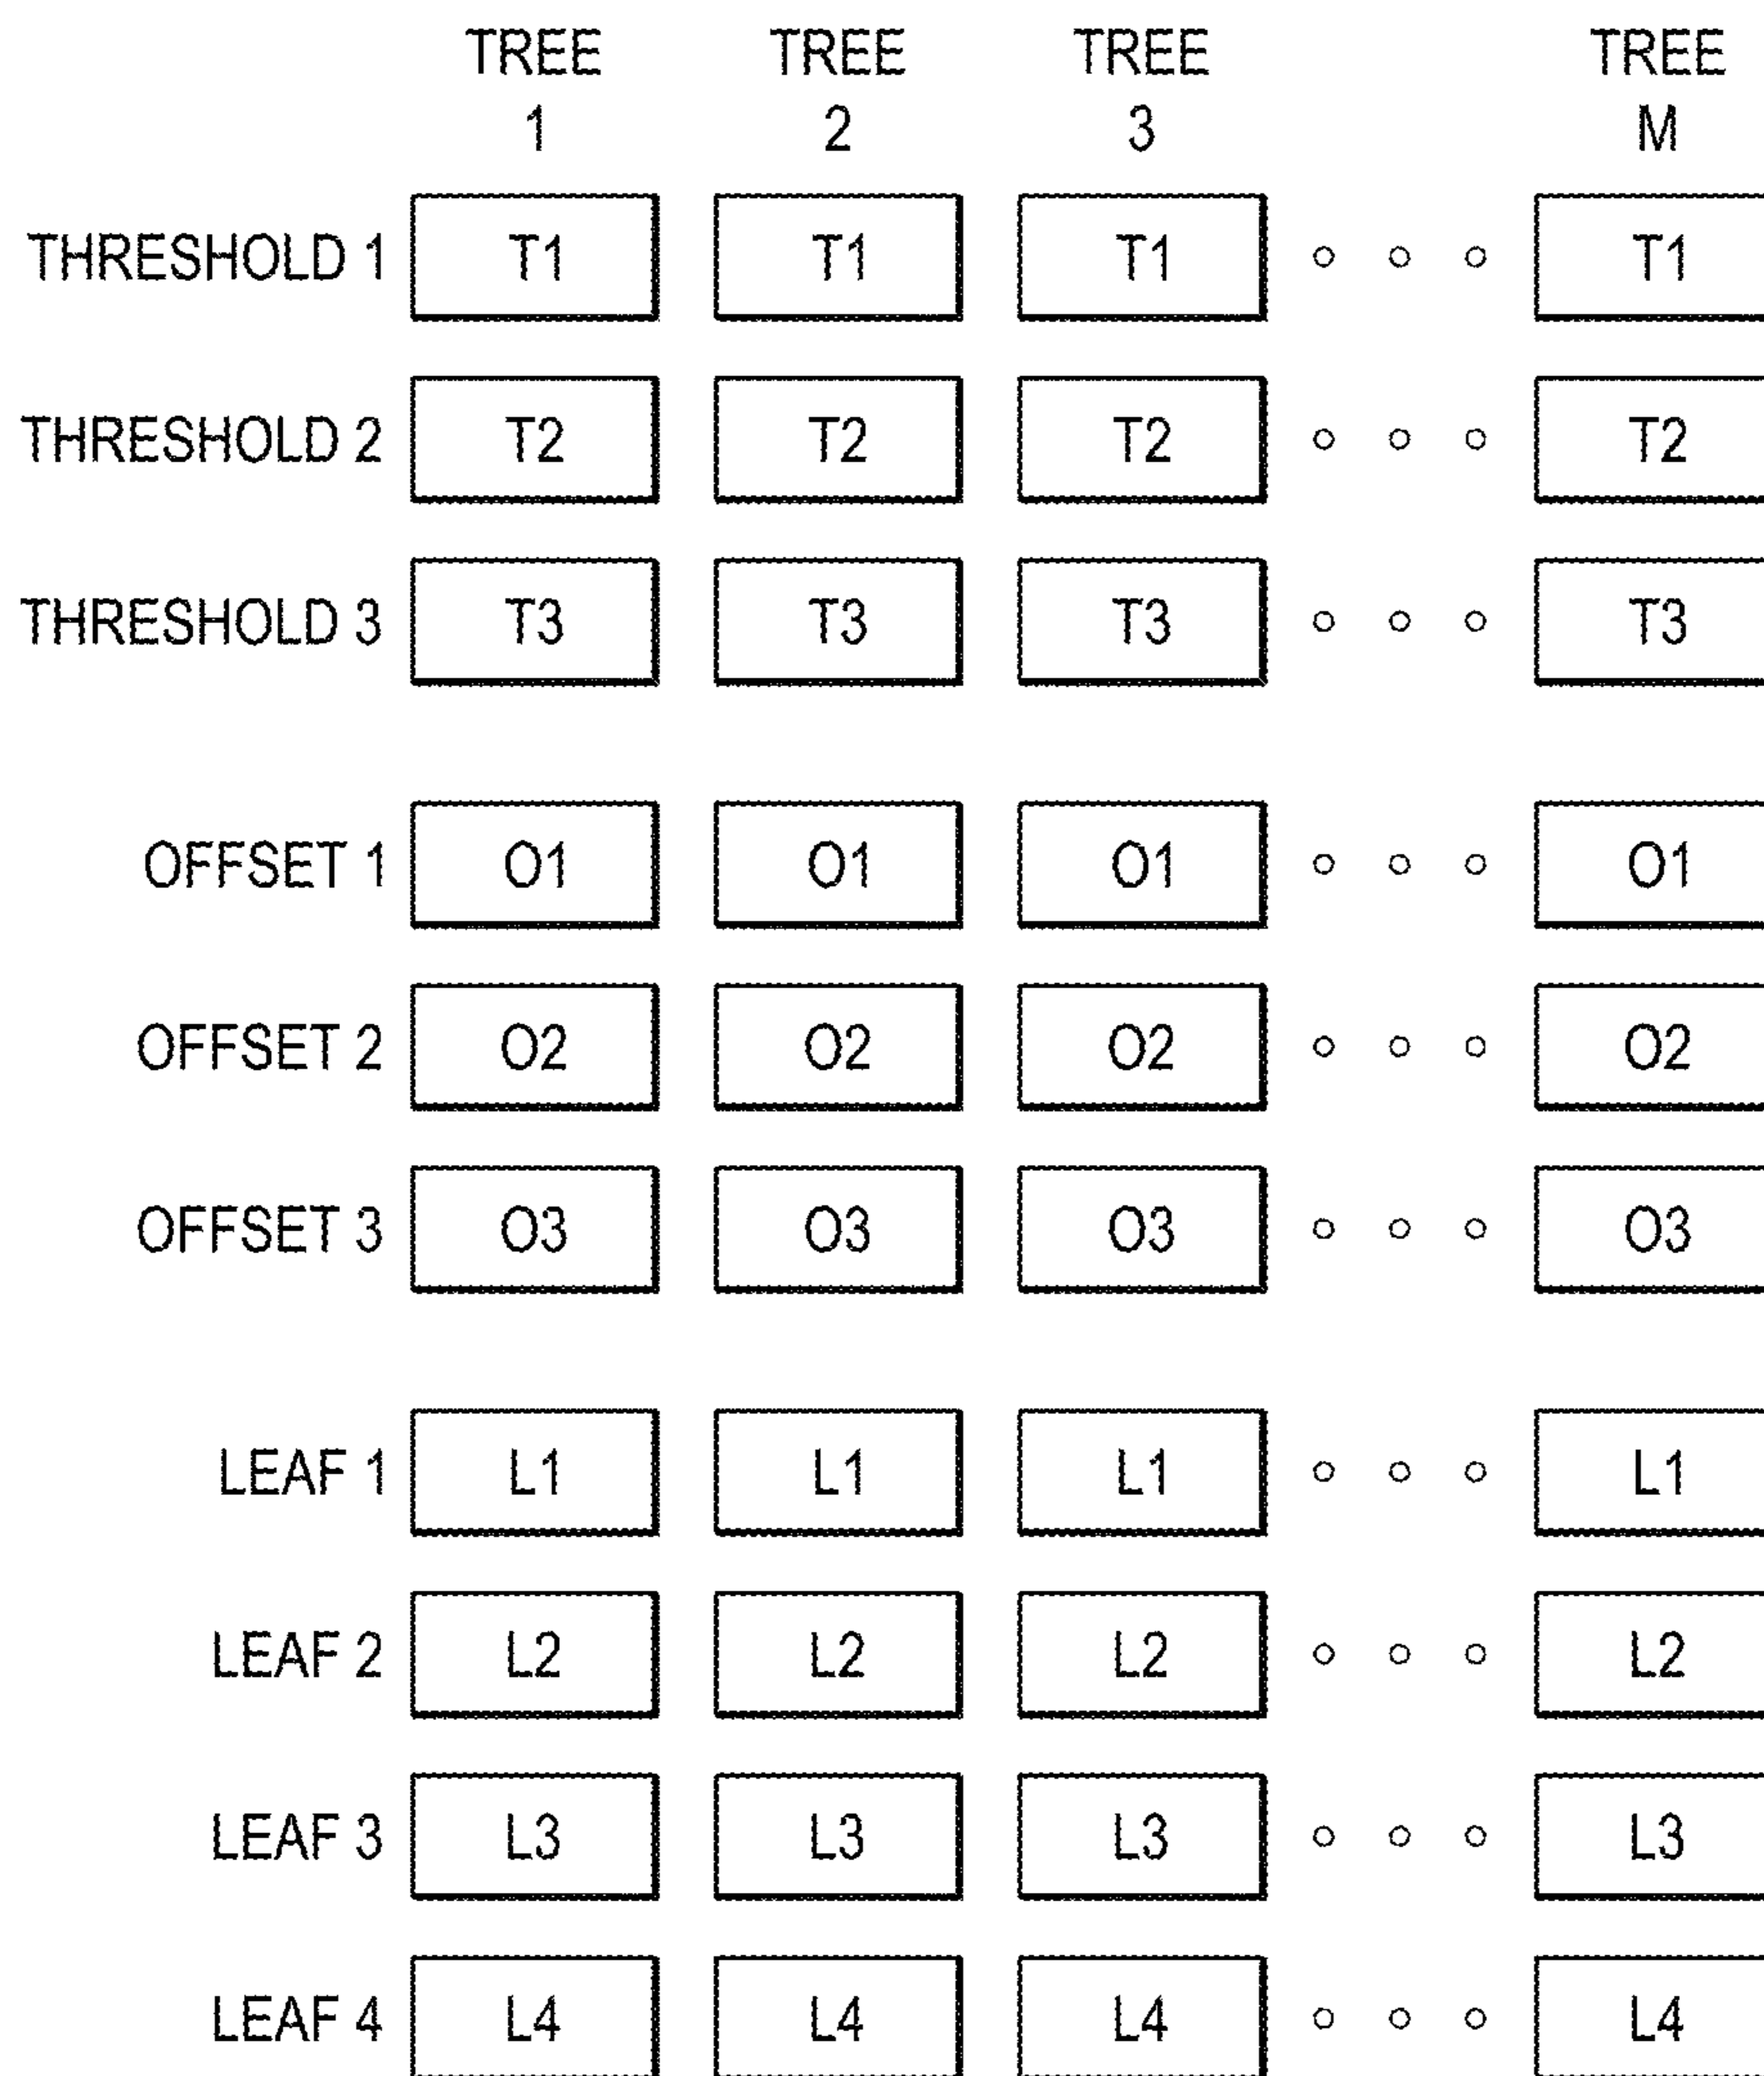 TREE 1 TREE 2 TREE 3 TREE M
THRESHOLD 1 T1 T1 T1 T1
THRESHOLD 2 T2 T2 T2 T2
THRESHOLD 3 T3 T3 T3 T3
OFFSET 1 O1 O1 O1 O1
OFFSET 2 O2 O2 O2 O2
OFFSET 3 O3 O3 O3 O3
LEAF 1 L1 L1 L1 L1
LEAF 2 L2 L2 L2 L2
LEAF 3 L3 L3 L3 L3
LEAF 4 L4 L4 L4 L4